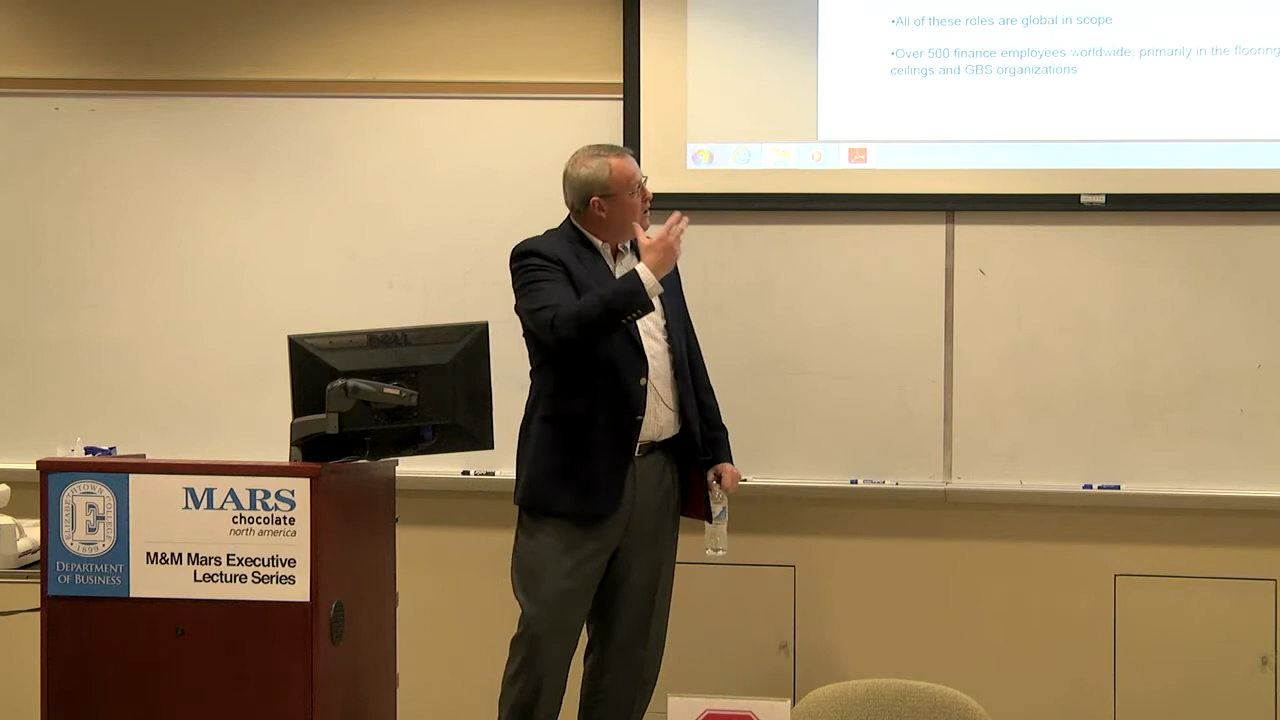 •All of these roles are global in scope
•Over 500 finance employees worldwide, primarily in the flooring
ceilings and GBS organizations
DELL
ELIZABETHTOWN COLLEGE
E
1899
DEPARTMENT
OF BUSINESS
MARS
chocolate
north america
M&M Mars Executive
Lecture Series